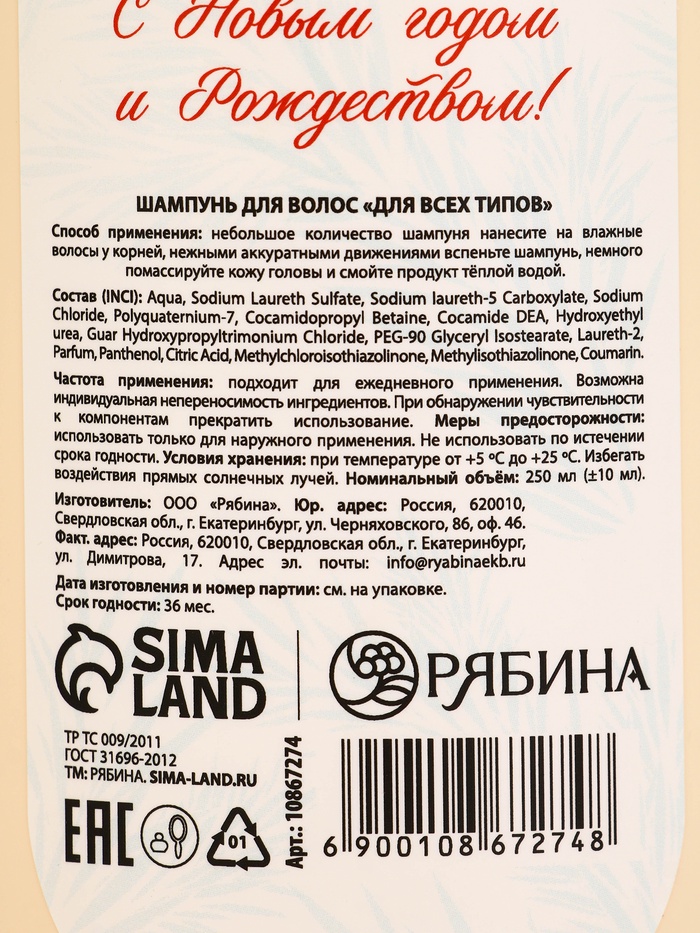 С Новым годом
и Рождеством!
ШАМПУНЬ ДЛЯ ВОЛОС «ДЛЯ ВСЕХ ТИПОВ»
Способ применения: небольшое количество шампуня нанесите на влажные
волосы у корней, нежными аккуратными движениями вспеньте шампунь, немного
помассируйте кожу головы и смойте продукт тёплой водой.
Состав (INCI): Aqua, Sodium Laureth Sulfate, Sodium laureth-5 Carboxylate, Sodium
Chloride, Polyquaternium-7, Cocamidopropyl Betaine, Cocamide DEA, Hydroxyethyl
urea, Guar Hydroxypropyltrimonium Chloride, PEG-90 Glyceryl Isostearate, Laureth-2,
Parfum, Panthenol, Citric Acid, Methylchloroisothiazolinone, Methylisothiazolinone, Coumarin.
Частота применения: подходит для ежедневного применения. Возможна
индивидуальная непереносимость ингредиентов. При обнаружении чувствительности
к компонентам прекратить использование. Меры предосторожности:
использовать только для наружного применения. Не использовать по истечении
срока годности. Условия хранения: при температуре от +5 ºС до +25 ºС. Избегать
воздействия прямых солнечных лучей. Номинальный объём: 250 мл (±10 мл).
Изготовитель: ООО «Рябина». Юр. адрес: Россия, 620010,
Свердловская обл., г. Екатеринбург, ул. Черняховского, 86, оф. 46.
Факт. адрес: Россия, 620010, Свердловская обл., г. Екатеринбург,
ул. Димитрова, 17. Адрес эл. почты: info@ryabinaekb.ru
Дата изготовления и номер партии: см. на упаковке.
Срок годности: 36 мес.
SIMA
LAND
РЯБИНА
ТР ТС 009/2011
ГОСТ 31696-2012
ТМ: РЯБИНА. SIMA-LAND.RU
EAC
01
Арт.: 10867274
6 900108 672748